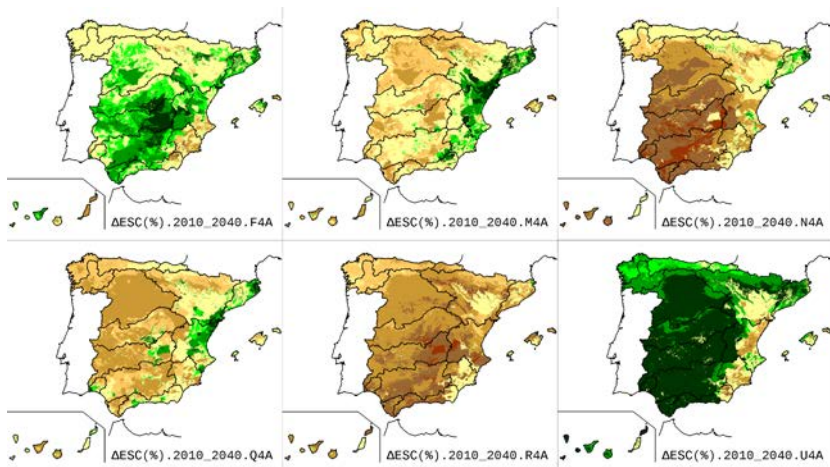 ΔESC(%).2010_2040.F4A
ΔESC(%).2010_2040.M4A
ΔESC(%).2010_2040.N4A
ΔESC(%).2010_2040.Q4A
ΔESC(%).2010_2040.R4A
ΔESC(%).2010_2040.U4A